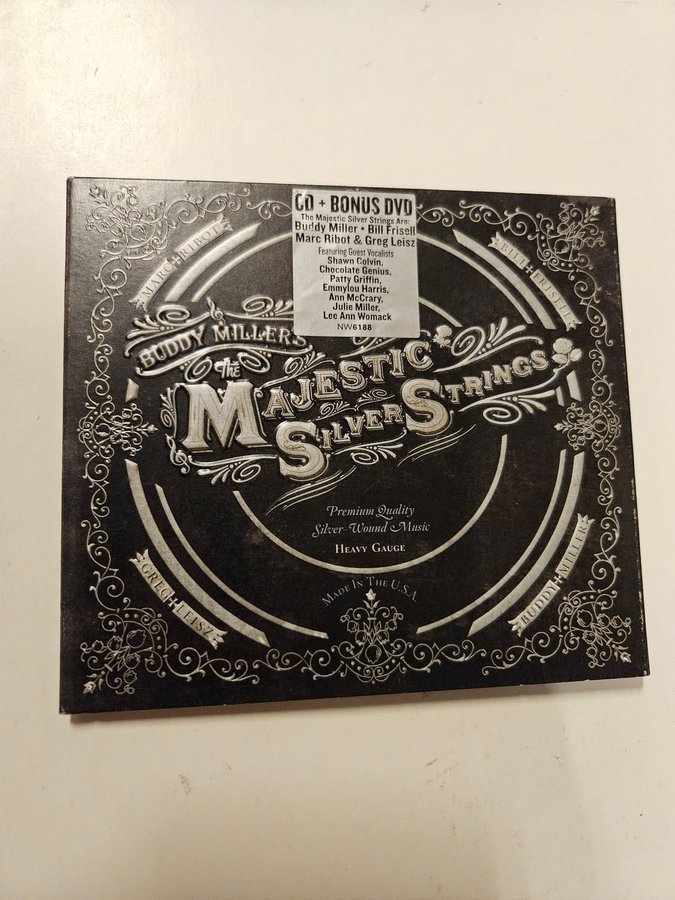 CD + BONUS DVD
The Majestic Silver Strings Are:
Buddy Miller • Bill Frisell
Marc Ribot & Greg Leisz
Featuring Guest Vocalists
Shawn Colvin,
Chocolate Genius,
Patty Griffin,
Emmylou Harris,
Ann McCrary,
Julie Miller,
Lee Ann Womack
NW6188
MARC RIBOT
BILL FRISELL
BUDDY MILLER'S
THE
MAJESTIC
SILVER STRINGS
Premium Quality
Silver-Wound Music
HEAVY GAUGE
MADE IN THE U.S.A.
GREG LEISZ
BUDDY MILLER